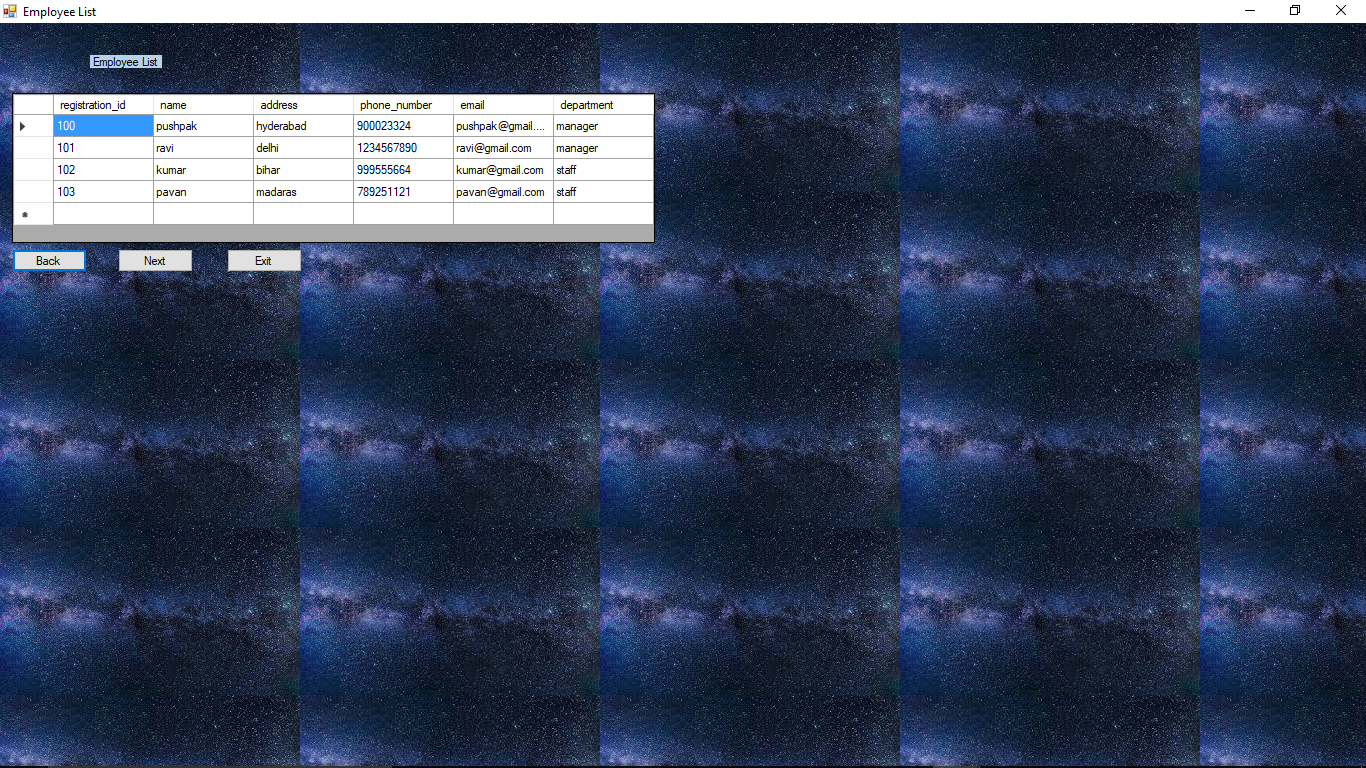 Employee List
Employee List
registration_id name address phone_number email department
100 pushpak hyderabad 900023324 pushpak@gmail.... manager
101 ravi delhi 1234567890 ravi@gmail.com manager
102 kumar bihar 999555664 kumar@gmail.com staff
103 pavan madaras 789251121 pavan@gmail.com staff
Back Next Exit